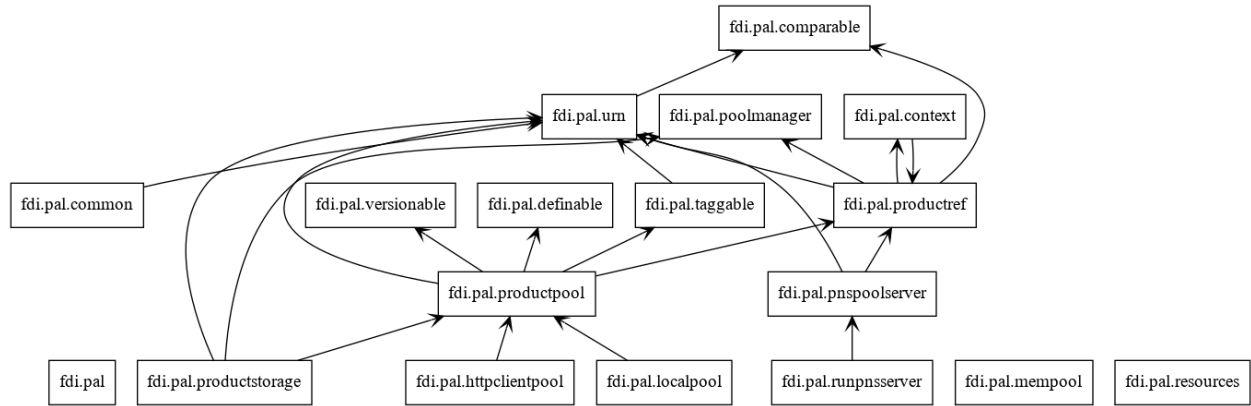 fdi.pal.comparable
fdi.pal.urn
fdi.pal.poolmanager
fdi.pal.context
fdi.pal.common
fdi.pal.versionable
fdi.pal.definable
fdi.pal.taggable
fdi.pal.productref
fdi.pal.productpool
fdi.pal.pnspoolserver
fdi.pal
fdi.pal.productstorage
fdi.pal.httpclientpool
fdi.pal.localpool
fdi.pal.runpnsserver
fdi.pal.mempool
fdi.pal.resources